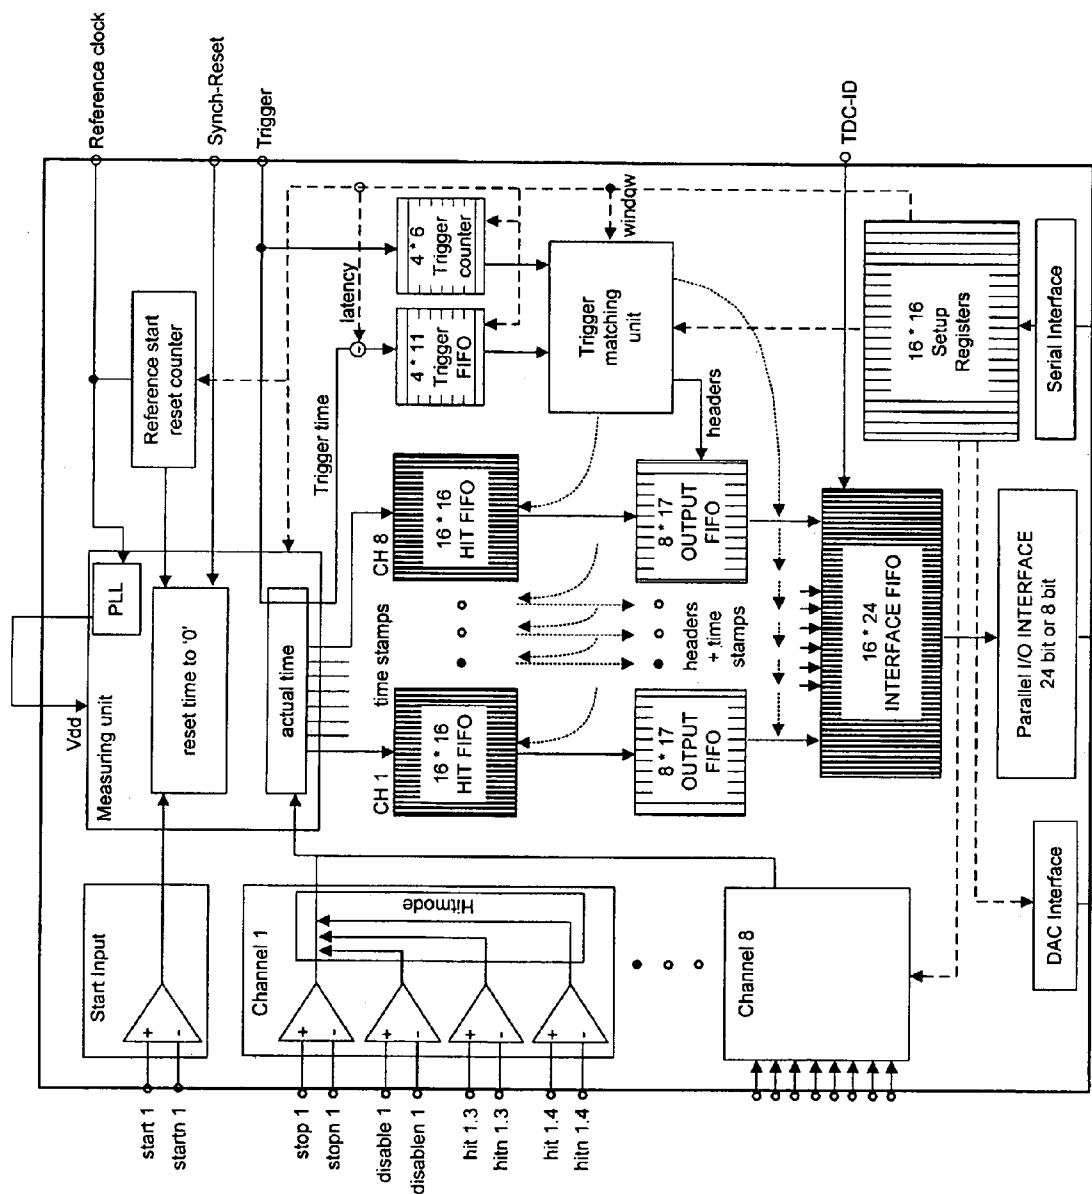 Reference clock
Synch-Reset
Trigger
TDC-ID
Reference start
reset counter
latency
4 * 6
Trigger
counter
window
4 * 11
Trigger
FIFO
Trigger
matching
unit
16 * 16
Setup
Registers
Serial Interface
Trigger time
headers
Vdd
Measuring unit
PLL
reset time to '0'
actual time
time stamps
CH 8
16 * 16
HIT FIFO
8 * 17
OUTPUT
FIFO
headers
+ time
stamps
CH 1
16 * 16
HIT FIFO
8 * 17
OUTPUT
FIFO
16 * 24
INTERFACE FIFO
Parallel I/O INTERFACE
24 bit or 8 bit
Start Input
+
-
Channel 1
Hitmode
+
-
+
-
+
-
+
-
Channel 8
DAC Interface
start 1
startn 1
stop 1
stopn 1
disable 1
disablen 1
hit 1.3
hitn 1.3
hit 1.4
hitn 1.4